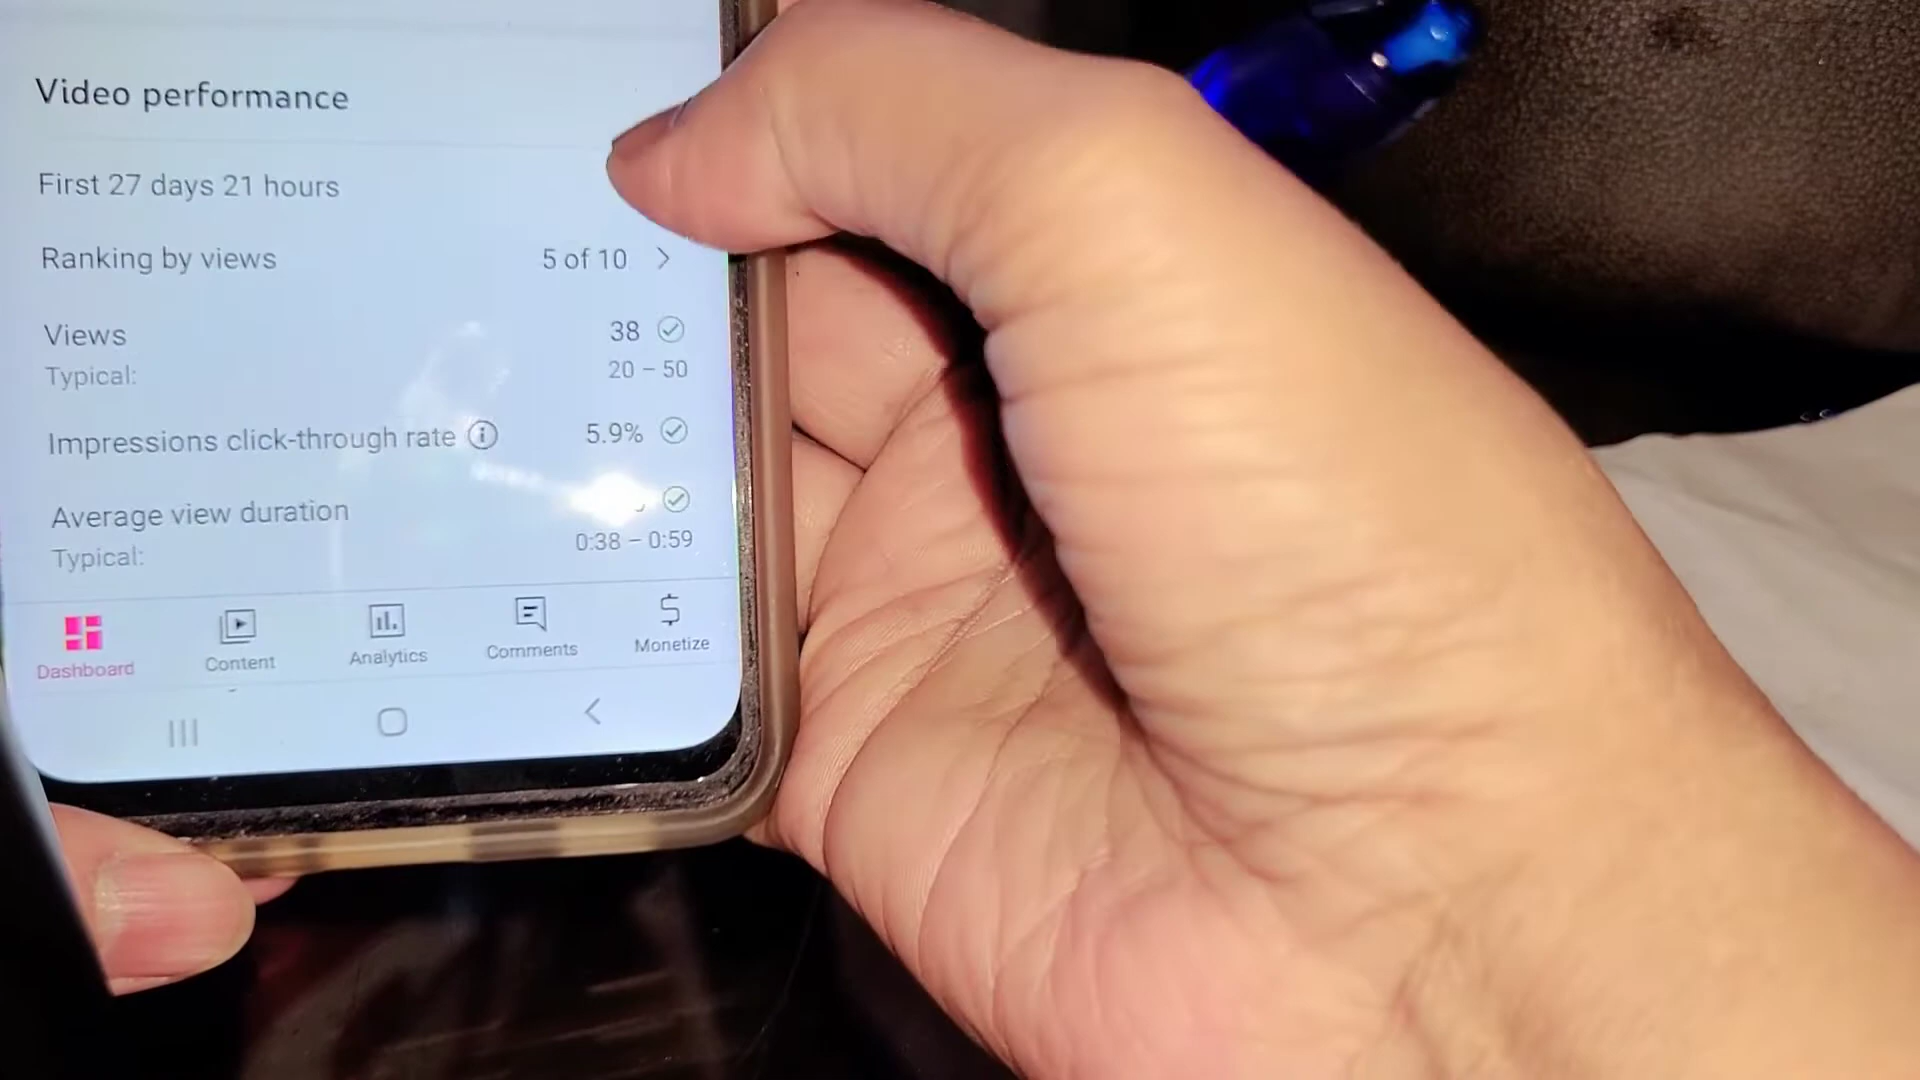 Video performance
First 27 days 21 hours
Ranking by views 5 of 10
Views 38
Typical: 20 – 50
Impressions click-through rate 5.9%
Average view duration
Typical: 0:38 – 0:59
Dashboard Content Analytics Comments Monetize